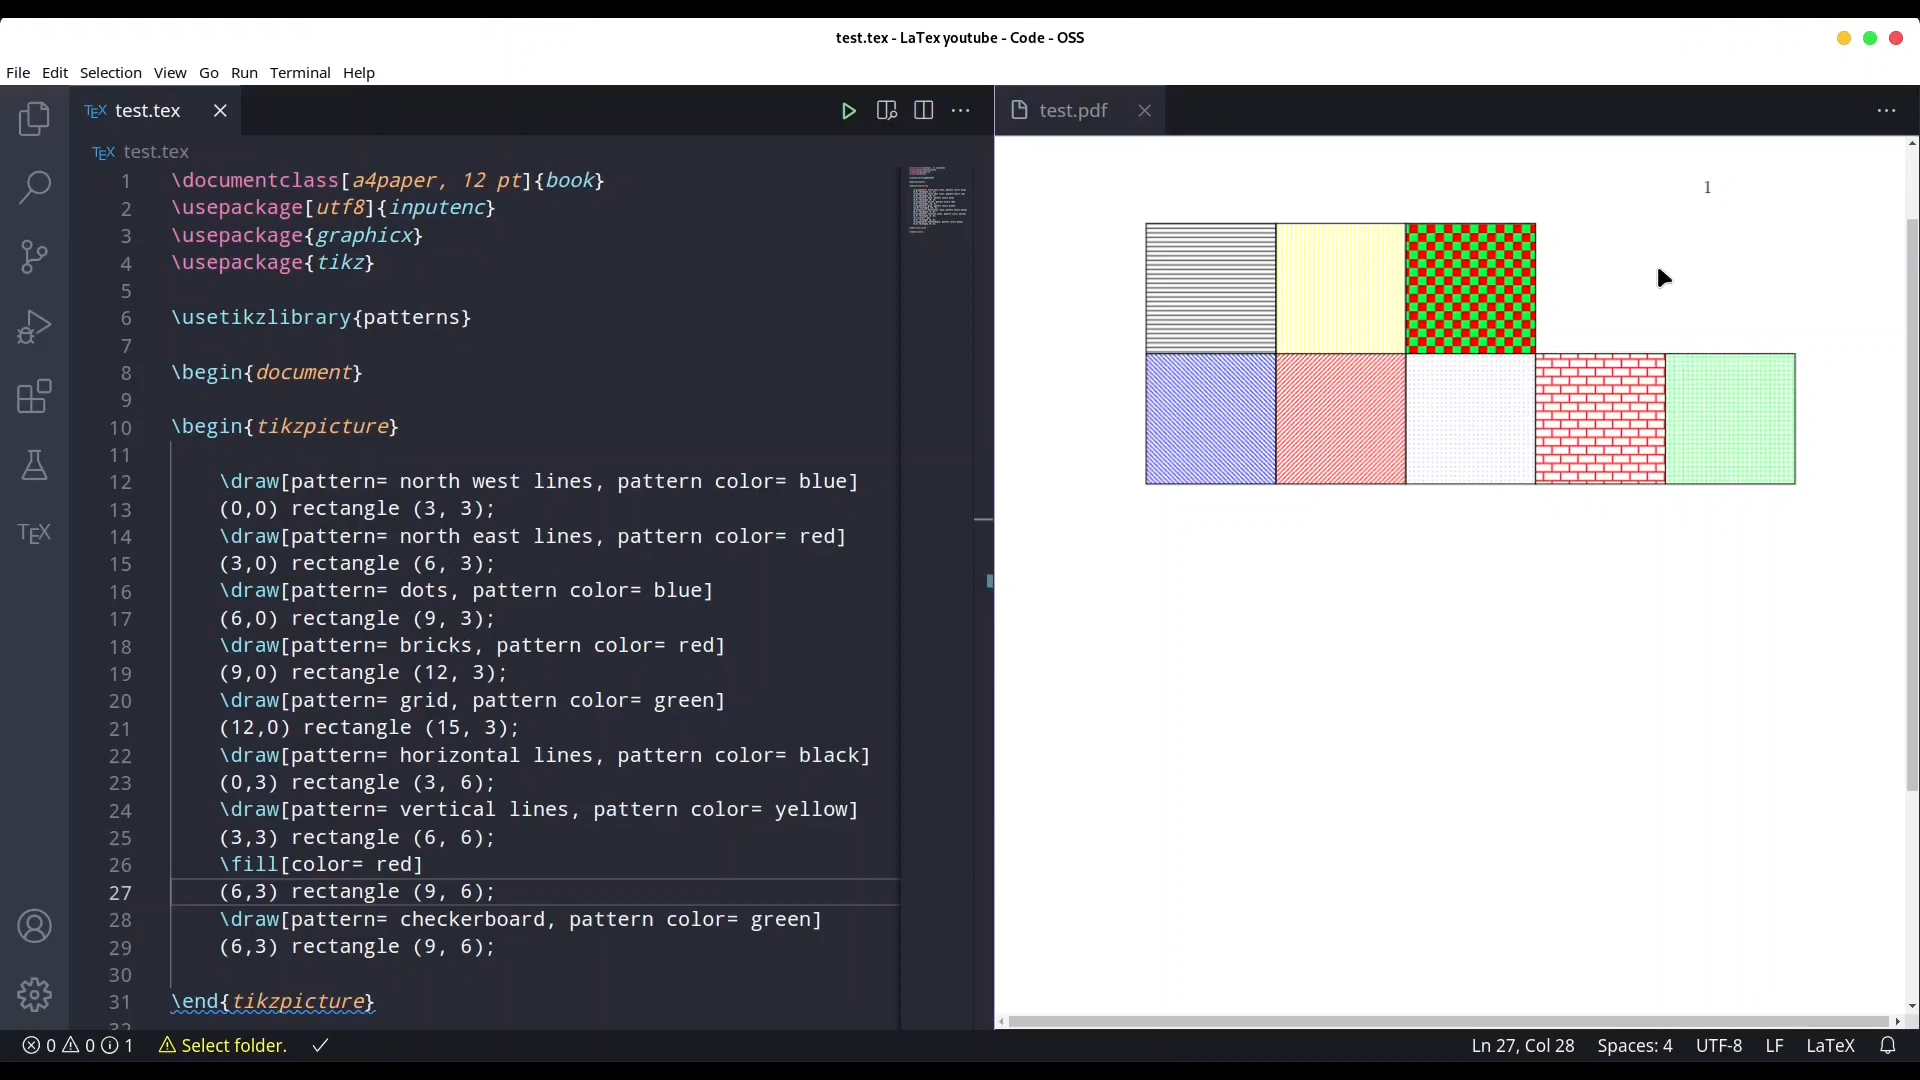 test.tex - LaTex youtube - Code - OSS
File Edit Selection View Go Run Terminal Help
TEX test.tex
test.pdf
TEX test.tex
1 \documentclass[a4paper, 12 pt]{book}
2 \usepackage[utf8]{inputenc}
3 \usepackage{graphicx}
4 \usepackage{tikz}
5
6 \usetikzlibrary{patterns}
7
8 \begin{document}
9
10 \begin{tikzpicture}
11
12 \draw[pattern= north west lines, pattern color= blue]
13 (0,0) rectangle (3, 3);
14 \draw[pattern= north east lines, pattern color= red]
15 (3,0) rectangle (6, 3);
16 \draw[pattern= dots, pattern color= blue]
17 (6,0) rectangle (9, 3);
18 \draw[pattern= bricks, pattern color= red]
19 (9,0) rectangle (12, 3);
20 \draw[pattern= grid, pattern color= green]
21 (12,0) rectangle (15, 3);
22 \draw[pattern= horizontal lines, pattern color= black]
23 (0,3) rectangle (3, 6);
24 \draw[pattern= vertical lines, pattern color= yellow]
25 (3,3) rectangle (6, 6);
26 \fill[color= red]
27 (6,3) rectangle (9, 6);
28 \draw[pattern= checkerboard, pattern color= green]
29 (6,3) rectangle (9, 6);
30
31 \end{tikzpicture}
TEX
1
0 0 1 Select folder.
Ln 27, Col 28 Spaces: 4 UTF-8 LF LaTeX